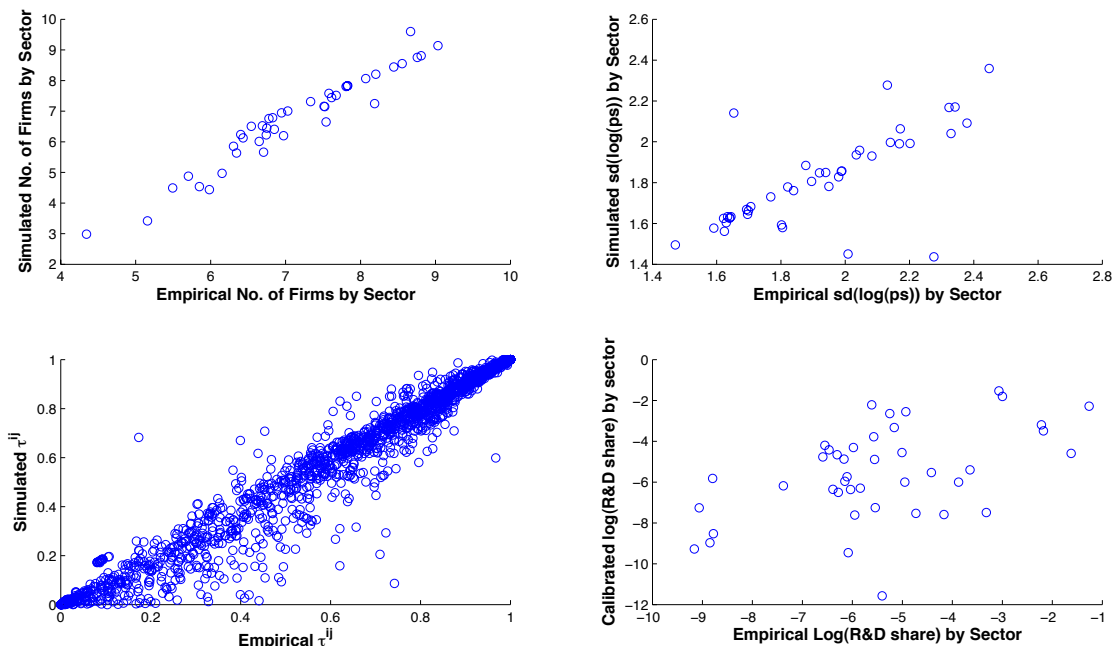 10
9
8
7
6
5
4
3
2
4 5 6 7 8 9 10
Simulated No. of Firms by Sector
Empirical No. of Firms by Sector
2.6
2.4
2.2
2
1.8
1.6
1.4
1.4 1.6 1.8 2 2.2 2.4 2.6 2.8
Simulated sd(log(ps)) by Sector
Empirical sd(log(ps)) by Sector
1
0.8
0.6
0.4
0.2
0
0 0.2 0.4 0.6 0.8 1
Simulated τ^ij
Empirical τ^ij
0
−2
−4
−6
−8
−10
−12
−10 −9 −8 −7 −6 −5 −4 −3 −2 −1
Calibrated log(R&D share) by sector
Empirical Log(R&D share) by Sector